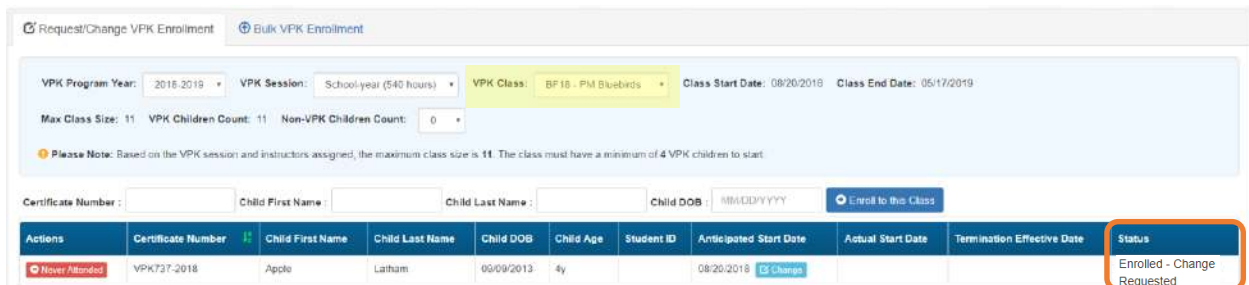 Request/Change VPK Enrollment Bulk VPK Enrollment
VPK Program Year: 2018-2019 VPK Session: School-year (540 hours) VPK Class: BF18 - PM Bluebirds Class Start Date: 08/20/2018 Class End Date: 05/17/2019
Max Class Size: 11 VPK Children Count: 11 Non-VPK Children Count: 0
Please Note: Based on the VPK session and instructors assigned, the maximum class size is 11. The class must have a minimum of 4 VPK children to start
Certificate Number : Child First Name : Child Last Name : Child DOB : MM/DD/YYYY Enroll to this Class
Actions Certificate Number Child First Name Child Last Name Child DOB Child Age Student ID Anticipated Start Date Actual Start Date Termination Effective Date Status
Never Attended VPK737-2018 Apple Latham 09/09/2013 4y 08/20/2018 Change Enrolled - Change
Requested